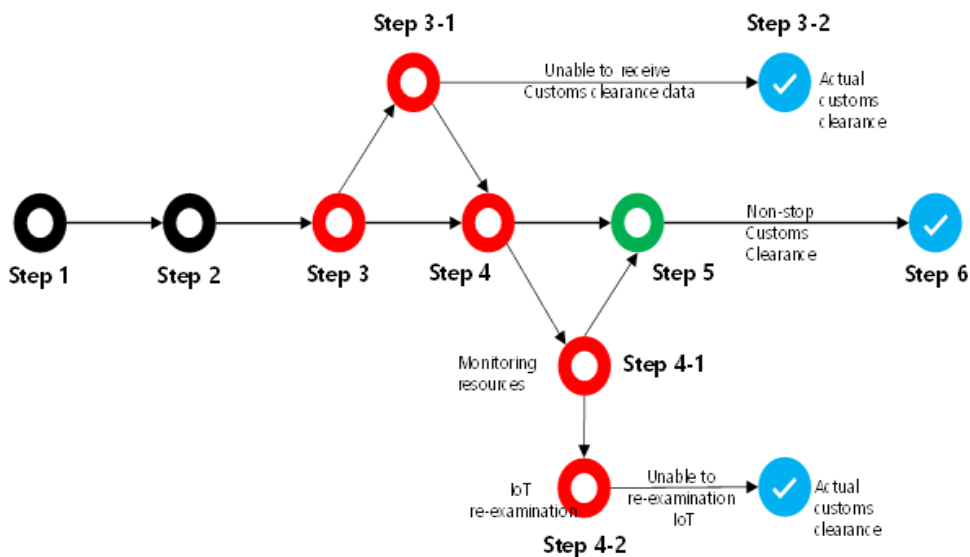 Step 3-1
Step 3-2
Unable to receive
Customs clearance data
Actual
customs
clearance
Step 1
Step 2
Step 3
Step 4
Step 5
Non-stop
Customs
Clearance
Step 6
Monitoring
resources
Step 4-1
IoT
re-examination
Step 4-2
Unable to
re-examination
IoT
Actual
customs
clearance